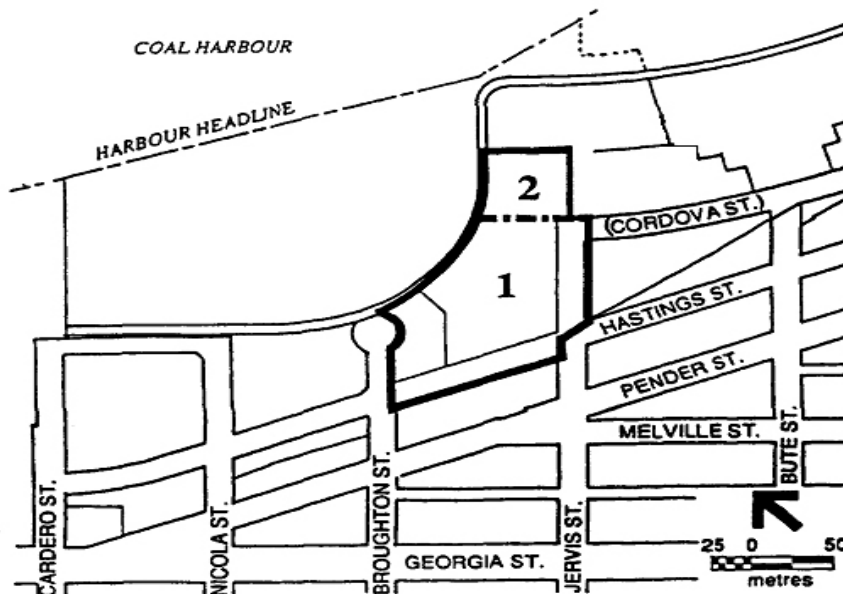 COAL HARBOUR
HARBOUR HEADLINE
2
(CORDOVA ST.)
1
HASTINGS ST.
PENDER ST.
MELVILLE ST.
BUTE ST.
CARDERO ST.
NICOLA ST.
BROUGHTON ST.
JERVIS ST.
GEORGIA ST.
25 0 50
metres